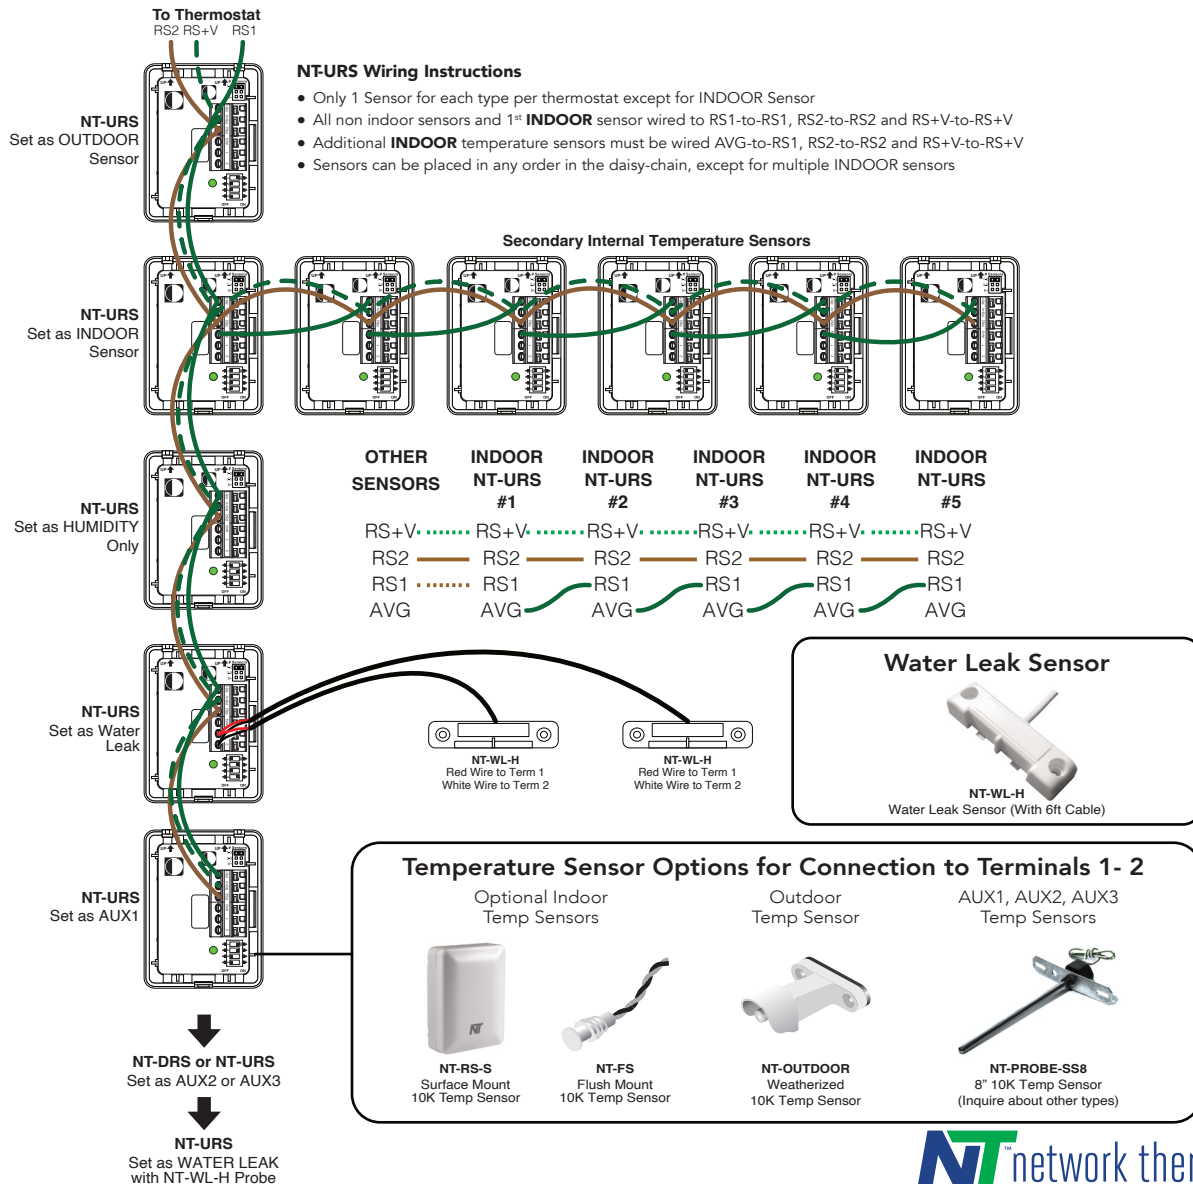 To Thermostat
RS2 RS+V RS1
NT-URS Wiring Instructions
• Only 1 Sensor for each type per thermostat except for INDOOR Sensor
• All non indoor sensors and 1st INDOOR sensor wired to RS1-to-RS1, RS2-to-RS2 and RS+V-to-RS+V
• Additional INDOOR temperature sensors must be wired AVG-to-RS1, RS2-to-RS2 and RS+V-to-RS+V
• Sensors can be placed in any order in the daisy-chain, except for multiple INDOOR sensors
NT-URS
Set as OUTDOOR
Sensor
Secondary Internal Temperature Sensors
NT-URS
Set as INDOOR
Sensor
OTHER SENSORS
INDOOR NT-URS #1
INDOOR NT-URS #2
INDOOR NT-URS #3
INDOOR NT-URS #4
INDOOR NT-URS #5
RS+V RS+V RS+V RS+V RS+V RS+V
RS2 RS2 RS2 RS2 RS2 RS2
RS1 RS1 RS1 RS1 RS1 RS1
AVG AVG AVG AVG AVG AVG
NT-URS
Set as HUMIDITY
Only
NT-URS
Set as Water
Leak
NT-WL-H
Red Wire to Term 1
White Wire to Term 2
NT-WL-H
Red Wire to Term 1
White Wire to Term 2
Water Leak Sensor
NT-WL-H
Water Leak Sensor (With 6ft Cable)
NT-URS
Set as AUX1
Temperature Sensor Options for Connection to Terminals 1- 2
Optional Indoor
Temp Sensors
Outdoor
Temp Sensor
AUX1, AUX2, AUX3
Temp Sensors
NT
NT-RS-S
Surface Mount
10K Temp Sensor
NT-FS
Flush Mount
10K Temp Sensor
NT-OUTDOOR
Weatherized
10K Temp Sensor
NT-PROBE-SS8
8" 10K Temp Sensor
(Inquire about other types)
NT-DRS or NT-URS
Set as AUX2 or AUX3
NT-URS
Set as WATER LEAK
with NT-WL-H Probe
NT™ network ther